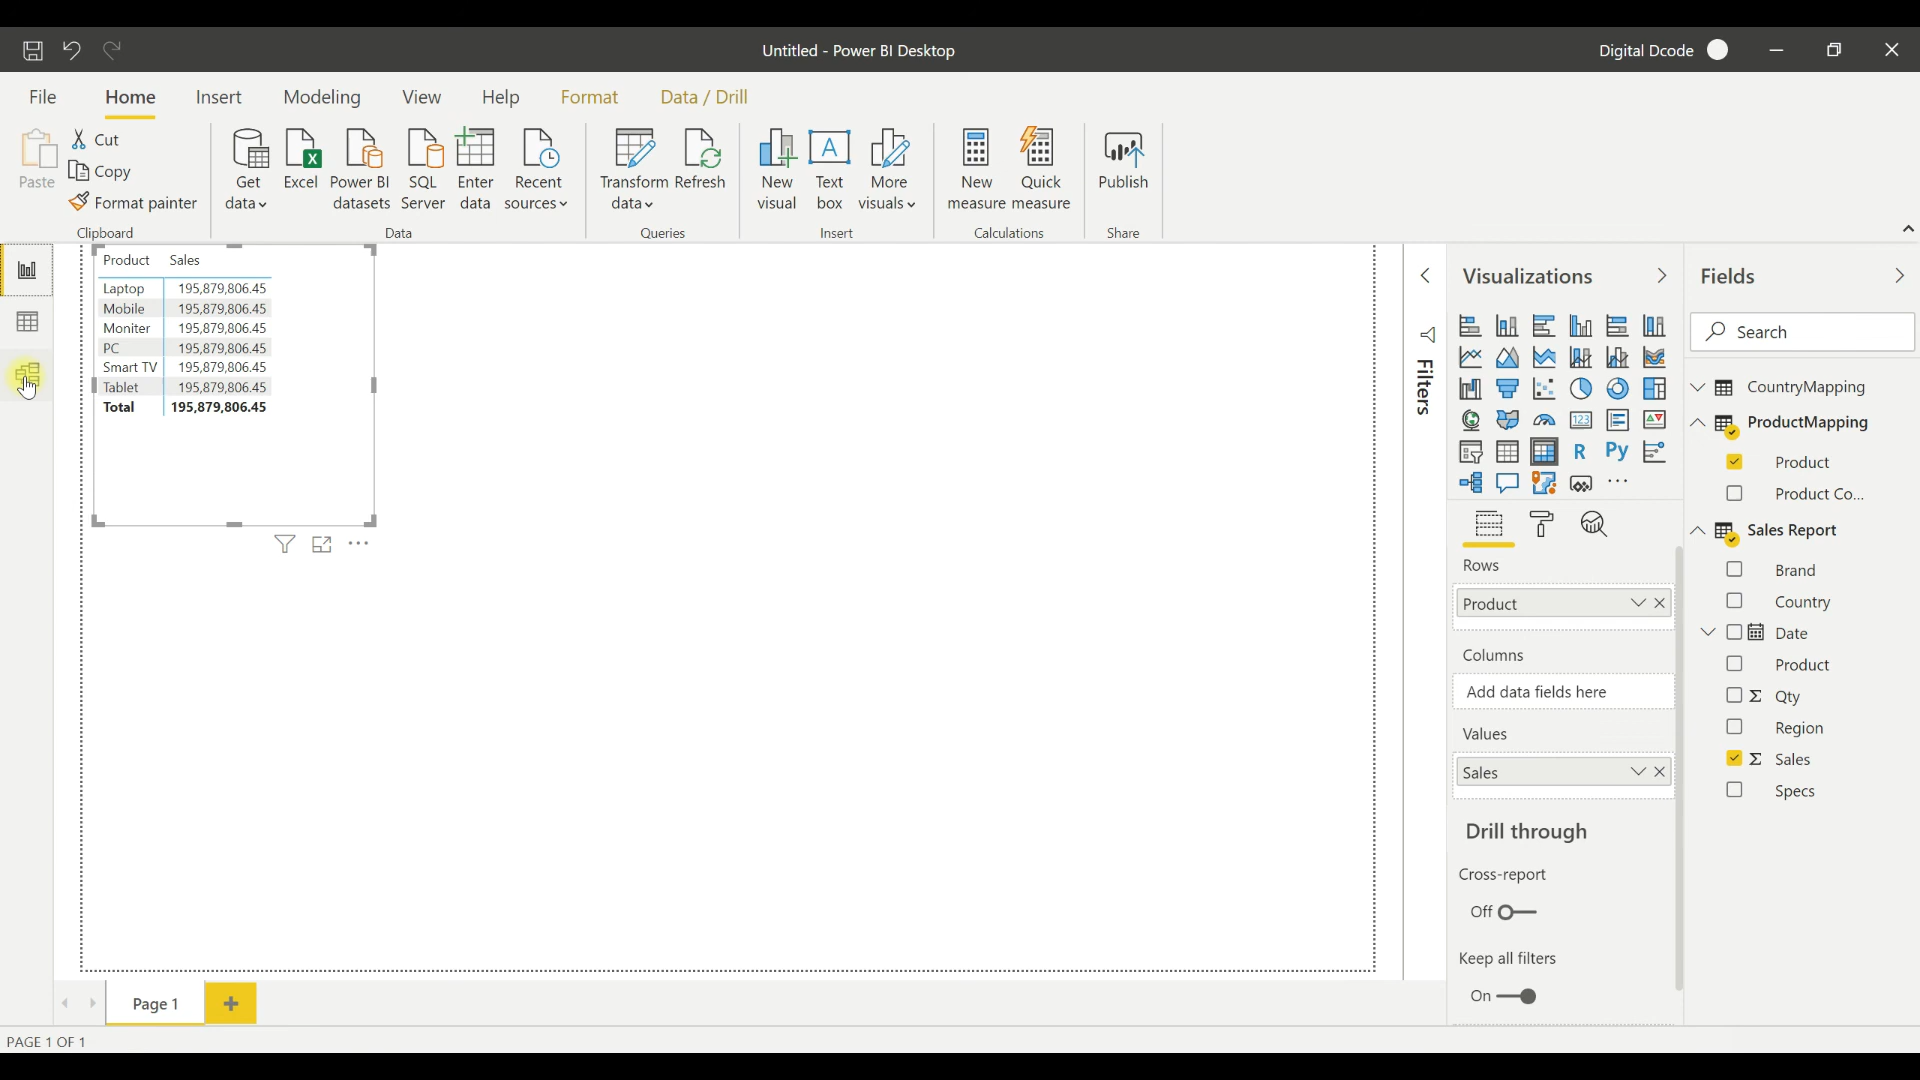 Untitled - Power BI Desktop
Digital Dcode
File Home Insert Modeling View Help Format Data / Drill
Paste
Cut
Copy
Format painter
Clipboard
Get data
Excel
Power BI datasets
SQL Server
Enter data
Recent sources
Data
Transform data
Refresh
Queries
New visual
Text box
More visuals
Insert
New measure
Quick measure
Calculations
Publish
Share
Product Sales
Laptop 195,879,806.45
Mobile 195,879,806.45
Moniter 195,879,806.45
PC 195,879,806.45
Smart TV 195,879,806.45
Tablet 195,879,806.45
Total 195,879,806.45
Filters
Visualizations
R Py
123
Rows
Product
Columns
Add data fields here
Values
Sales
Drill through
Cross-report
Off
Keep all filters
On
Fields
Search
CountryMapping
ProductMapping
Product
Product Co...
Sales Report
Brand
Country
Date
Product
Σ Qty
Region
Σ Sales
Specs
Page 1
PAGE 1 OF 1